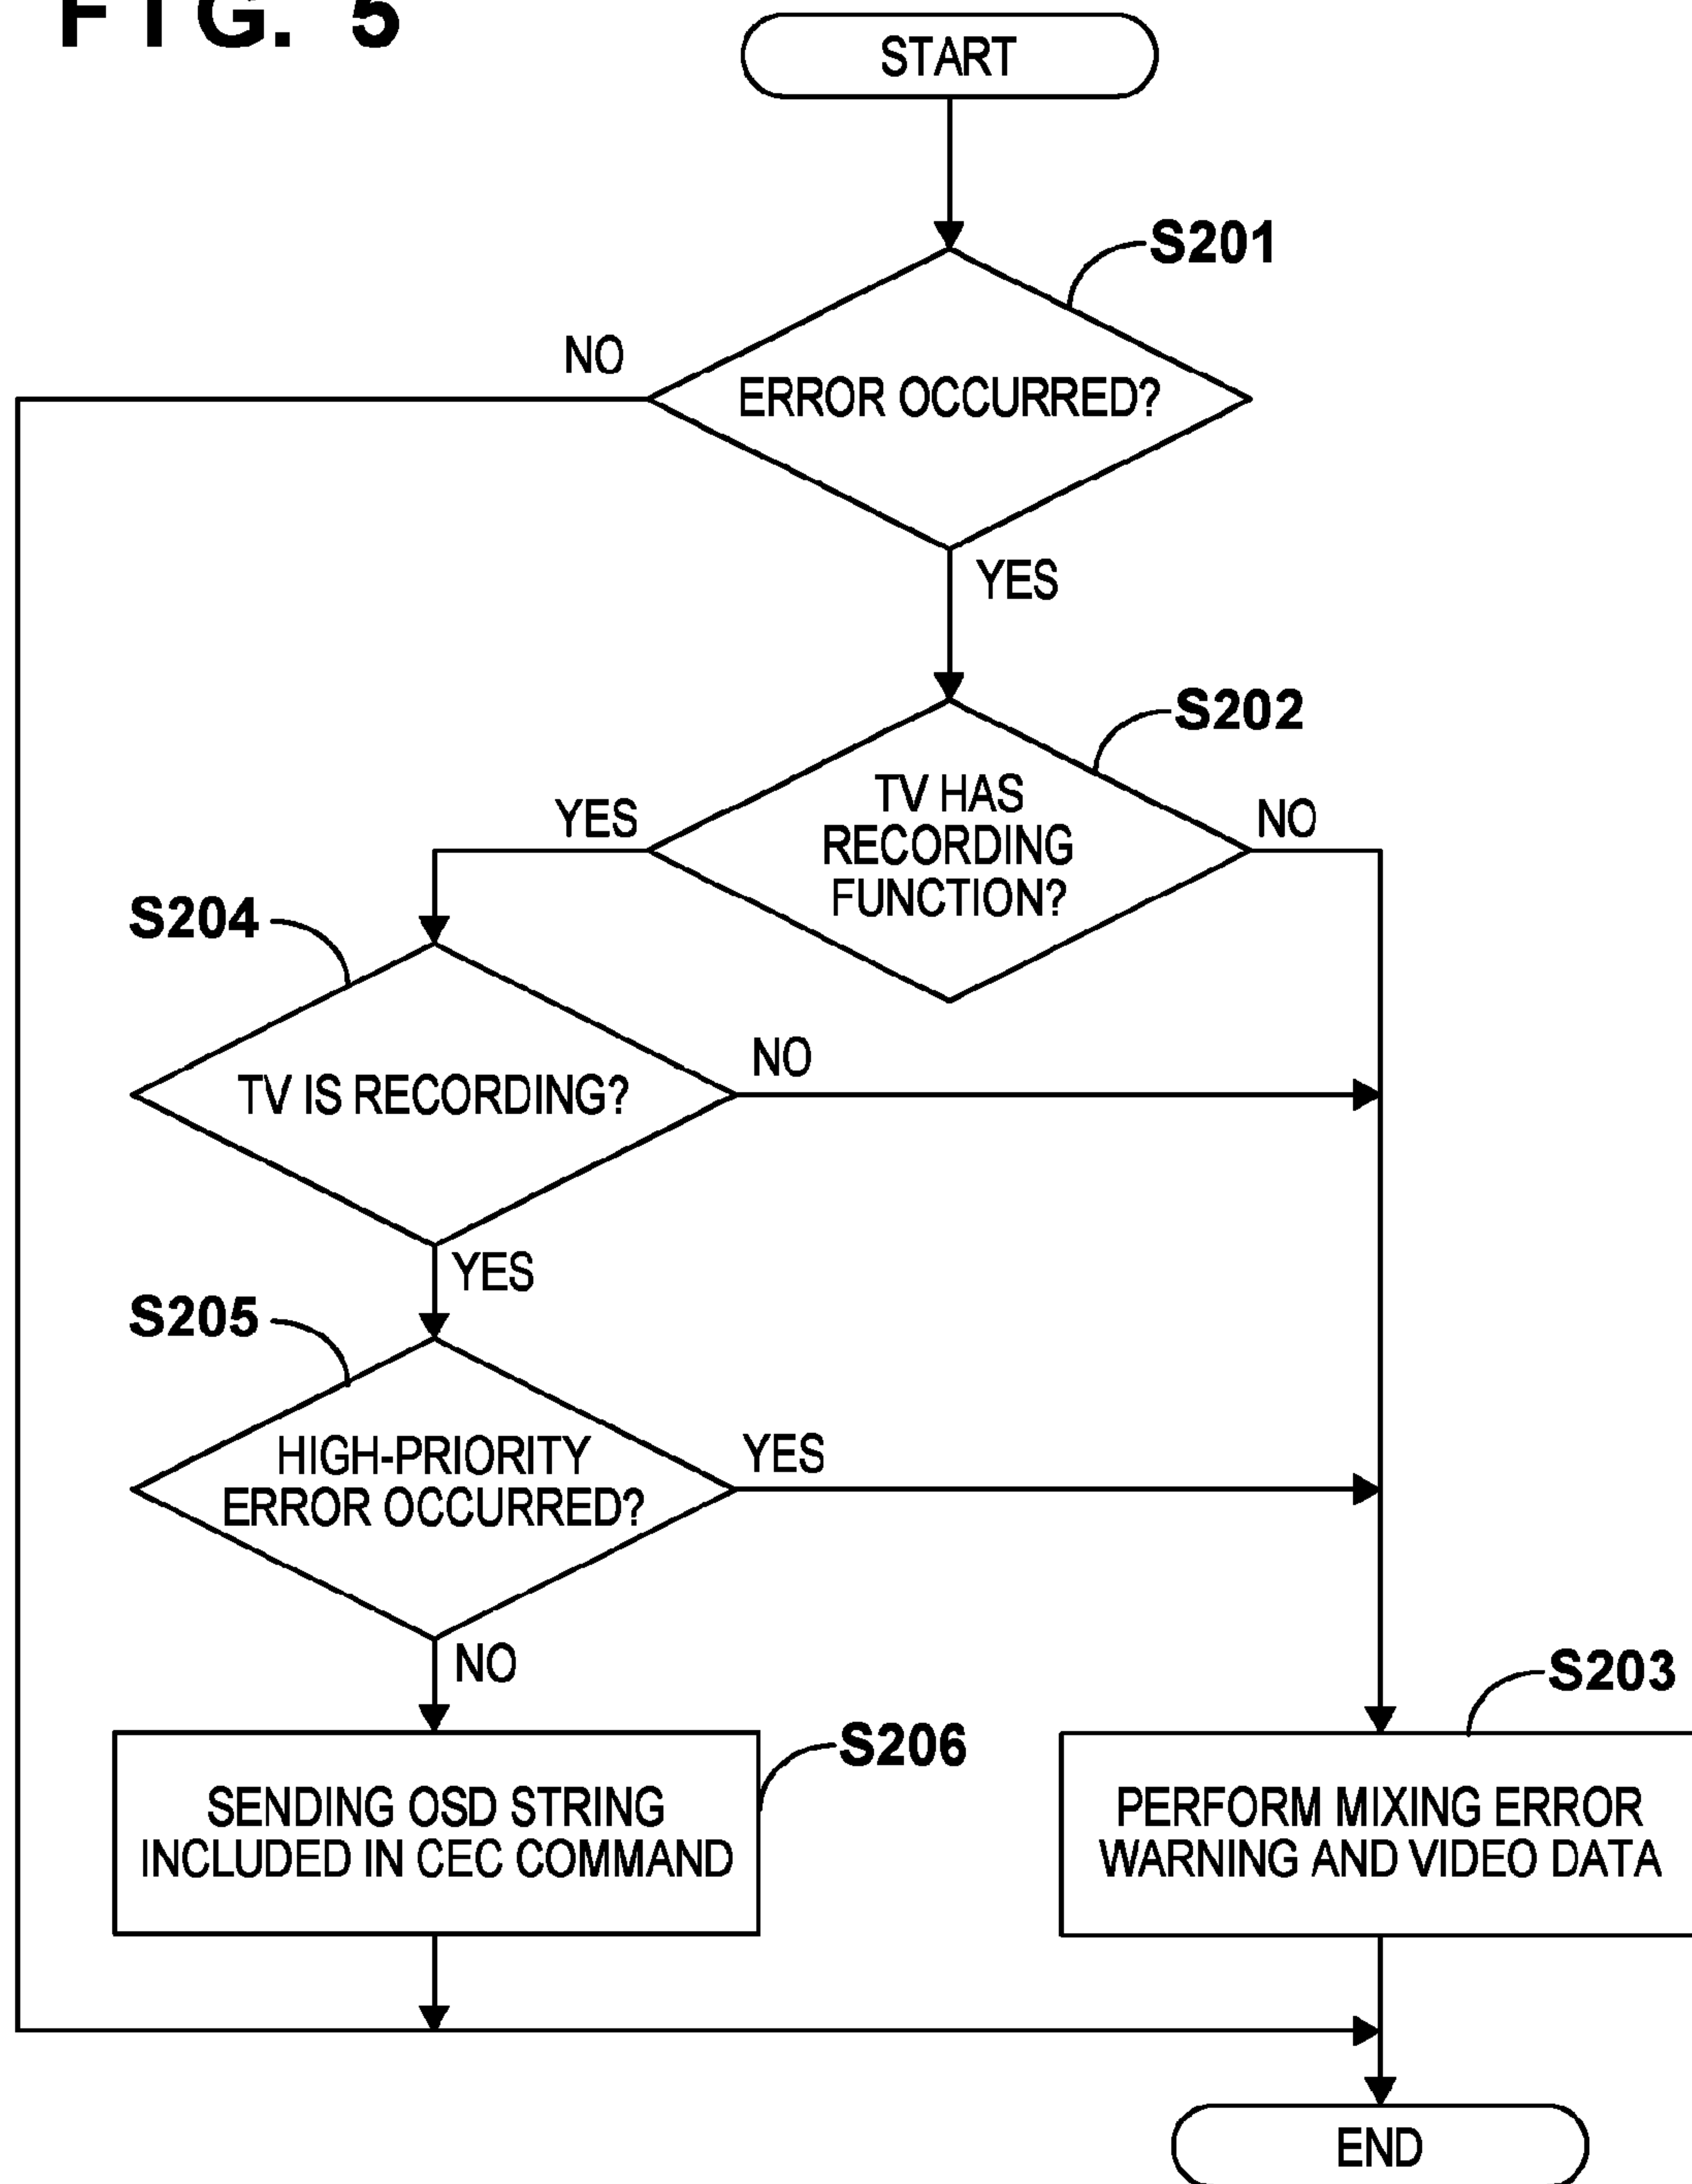 FIG. 5
START
S201
NO
ERROR OCCURRED?
YES
S202
TV HAS
RECORDING
FUNCTION?
YES
NO
S204
TV IS RECORDING?
NO
YES
S205
HIGH-PRIORITY
ERROR OCCURRED?
YES
NO
S203
S206
SENDING OSD STRING
INCLUDED IN CEC COMMAND
PERFORM MIXING ERROR
WARNING AND VIDEO DATA
END